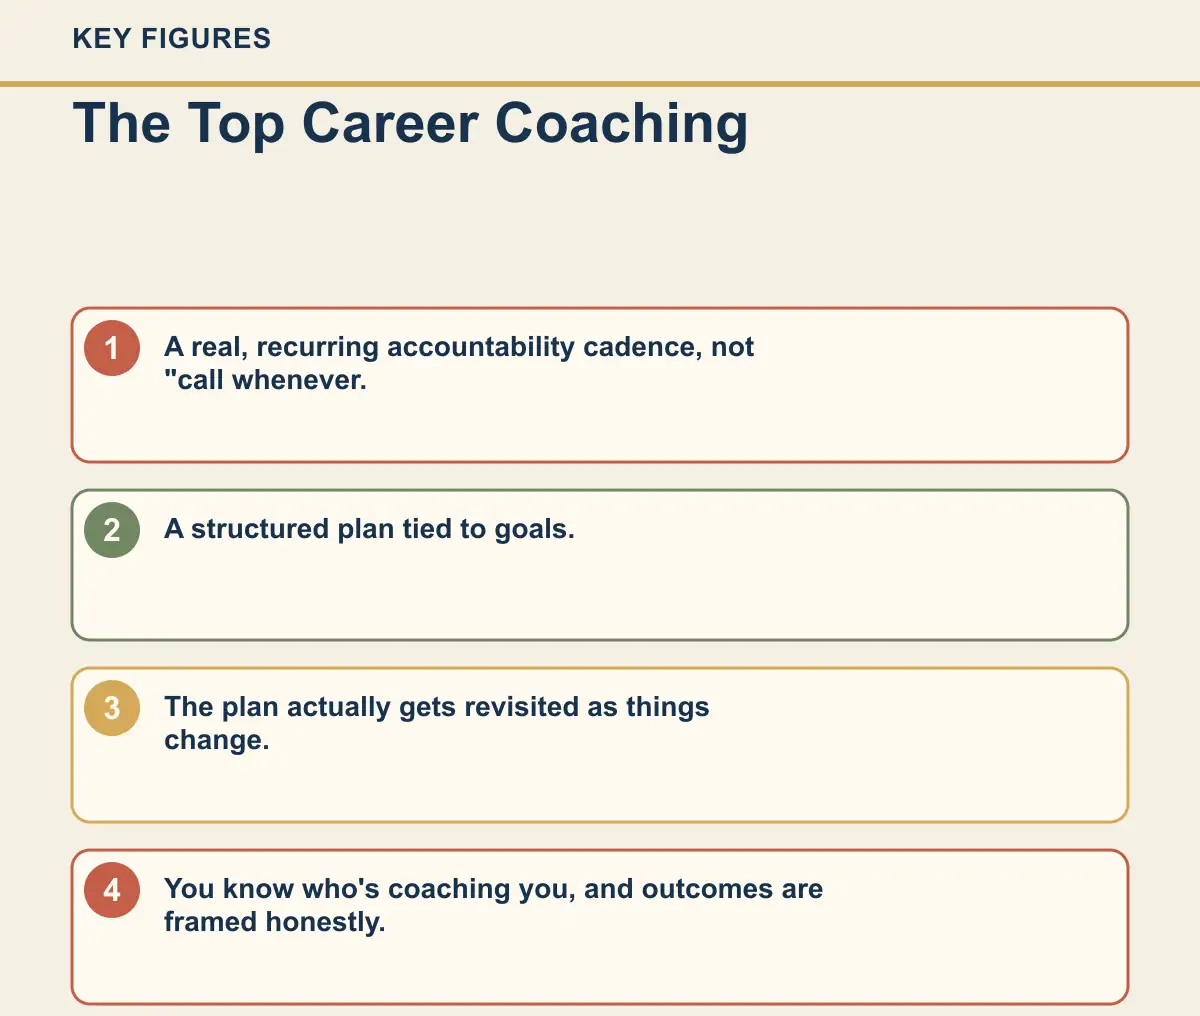 KEY FIGURES
The Top Career Coaching
1
A real, recurring accountability cadence, not
"call whenever.
2
A structured plan tied to goals.
3
The plan actually gets revisited as things
change.
4
You know who's coaching you, and outcomes are
framed honestly.